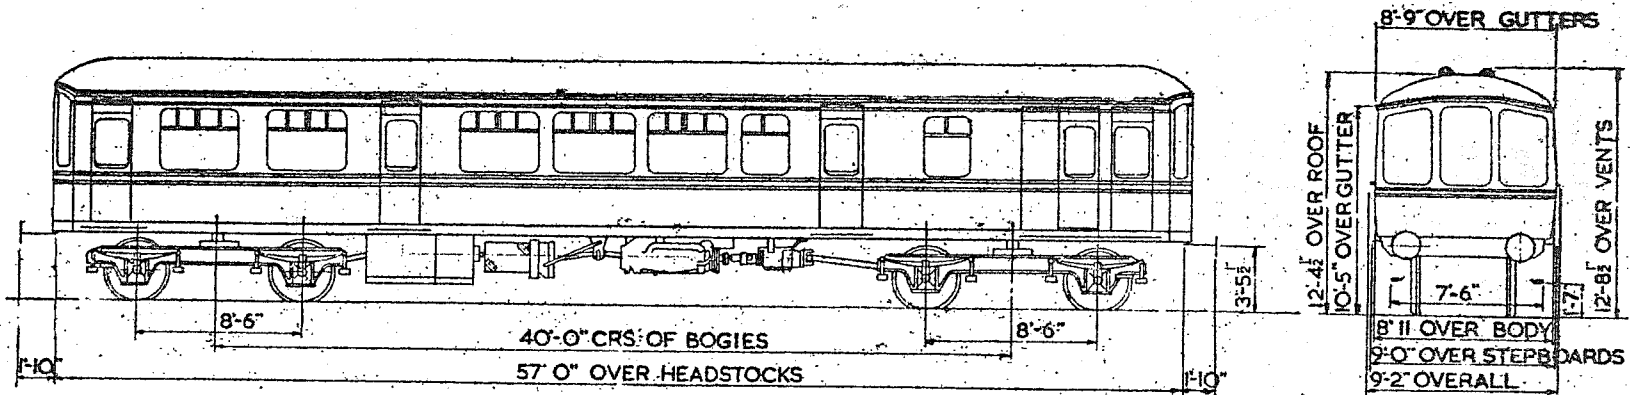 8'-9" OVER GUTTERS
12'-4½" OVER ROOF
10'-5" OVERGUTTER
12'-8½" OVER VENTS
3'-5½"
7'-6"
1'-7"
8'-6"
8'-6"
40'-0" CRS. OF BOGIES
8' 11 OVER BODY
9'-0" OVER STEPBOARDS
1'-10"
57' 0" OVER HEADSTOCKS
1'-10"
9'-2" OVERALL